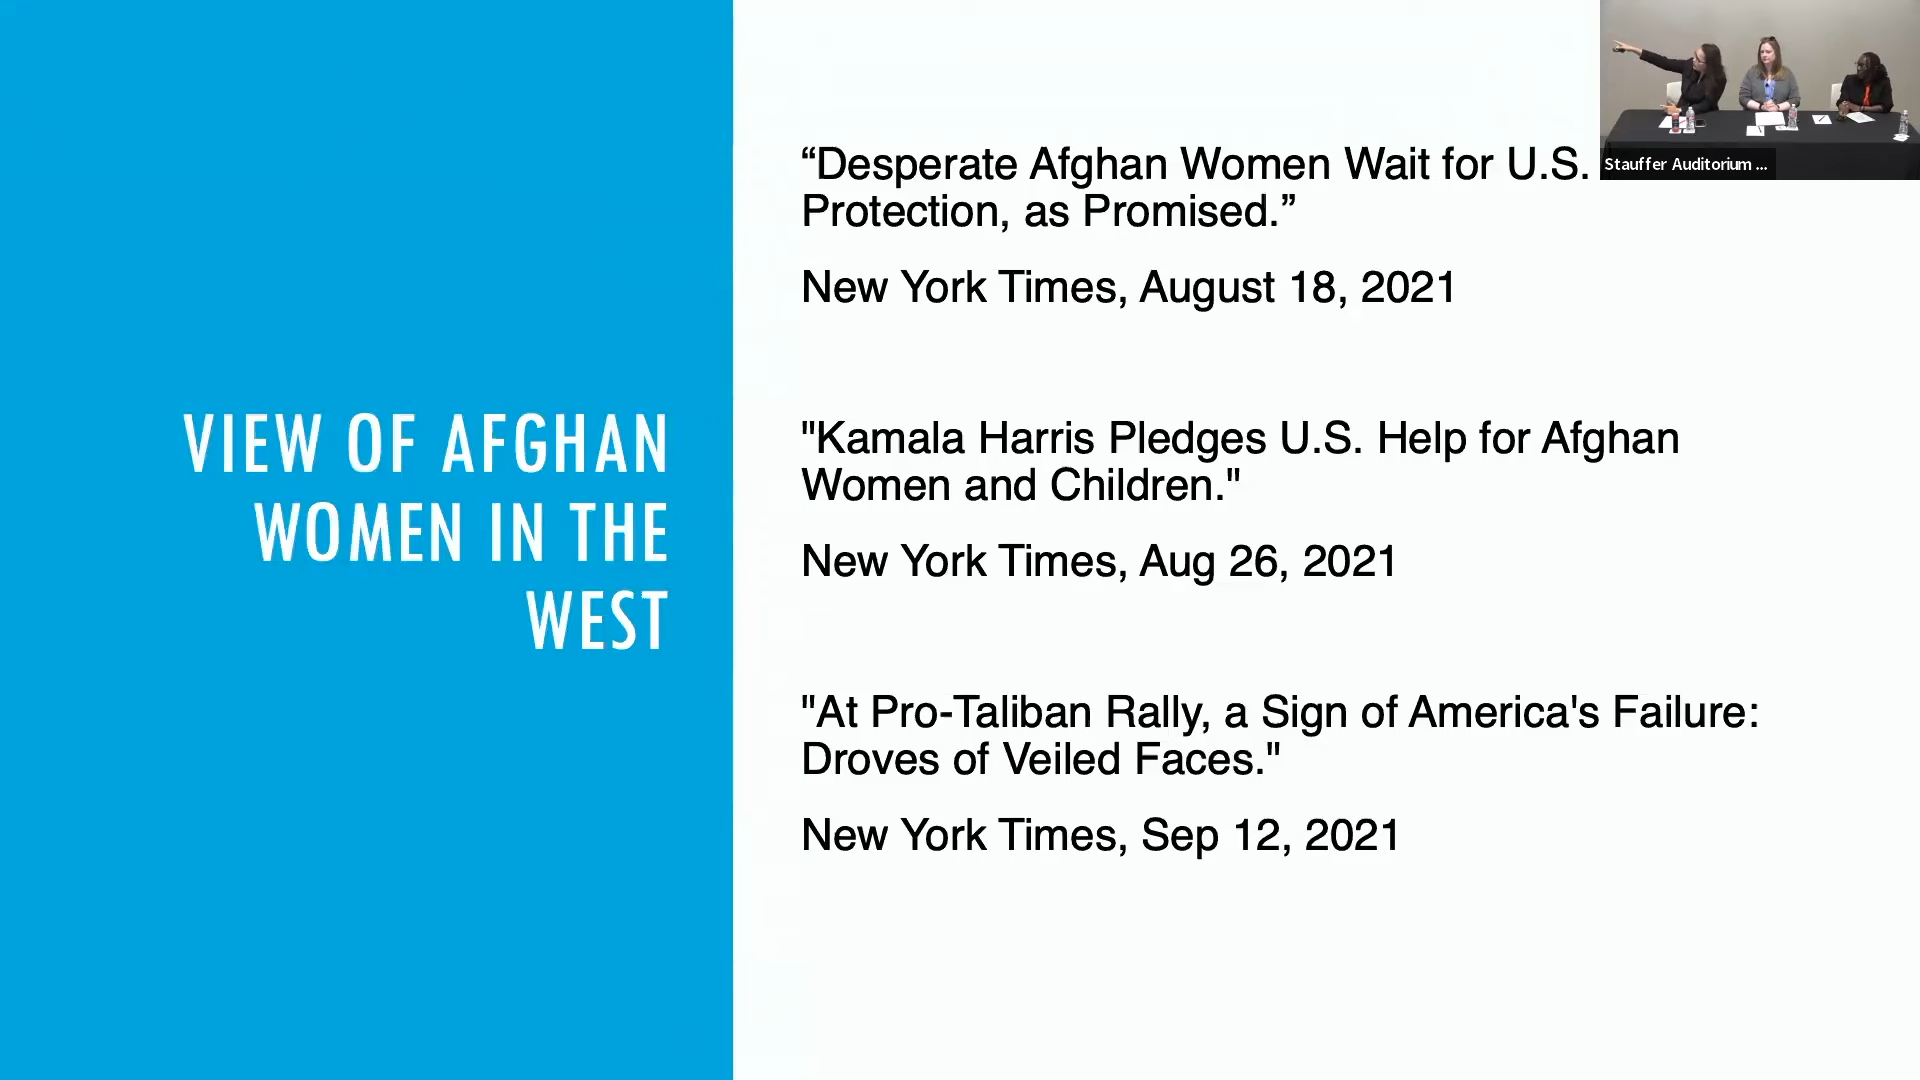 VIEW OF AFGHAN
WOMEN IN THE
WEST
“Desperate Afghan Women Wait for U.S.
Protection, as Promised.”
New York Times, August 18, 2021
"Kamala Harris Pledges U.S. Help for Afghan
Women and Children."
New York Times, Aug 26, 2021
"At Pro-Taliban Rally, a Sign of America's Failure:
Droves of Veiled Faces."
New York Times, Sep 12, 2021
Stauffer Auditorium ...